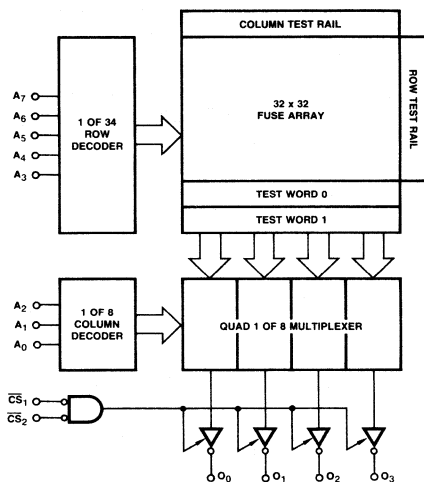 COLUMN TEST RAIL
ROW TEST RAIL
32 x 32
FUSE ARRAY
A7
A6
A5
A4
A3
1 OF 34
ROW
DECODER
TEST WORD 0
TEST WORD 1
A2
A1
A0
1 OF 8
COLUMN
DECODER
QUAD 1 OF 8 MULTIPLEXER
CS1
CS2
O0
O1
O2
O3